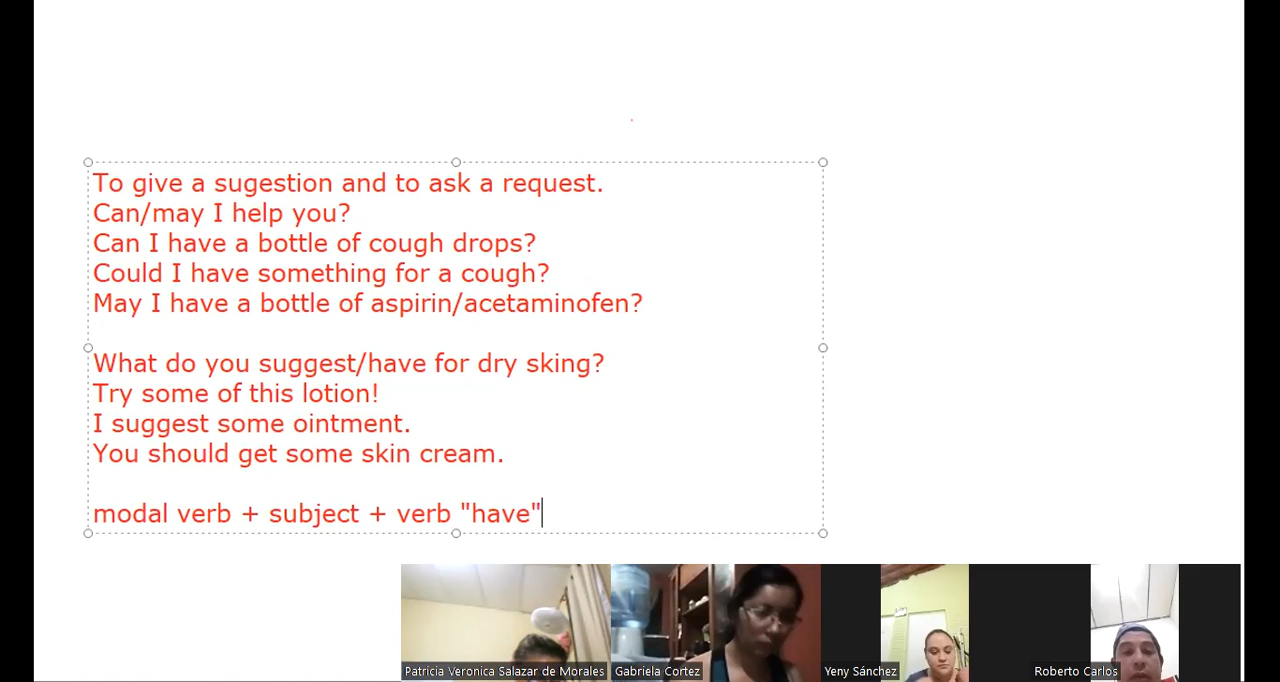 To give a sugestion and to ask a request.
Can/may I help you?
Can I have a bottle of cough drops?
Could I have something for a cough?
May I have a bottle of aspirin/acetaminofen?
What do you suggest/have for dry sking?
Try some of this lotion!
I suggest some ointment.
You should get some skin cream.
modal verb + subject + verb "have"
Patricia Veronica Salazar de Morales
Gabriela Cortez
Yeny Sánchez
Roberto Carlos